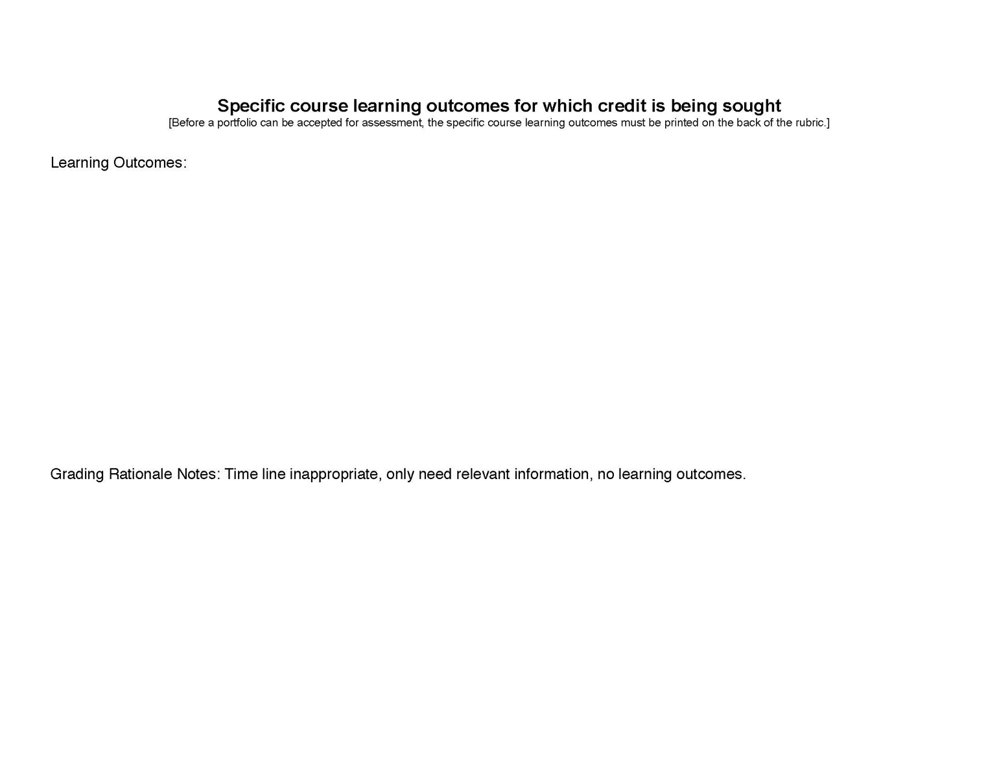 Specific course learning outcomes for which credit is being sought
[Before a portfolio can be accepted for assessment, the specific course learning outcomes must be printed on the back of the rubric.]
Learning Outcomes:
Grading Rationale Notes: Time line inappropriate, only need relevant information, no learning outcomes.